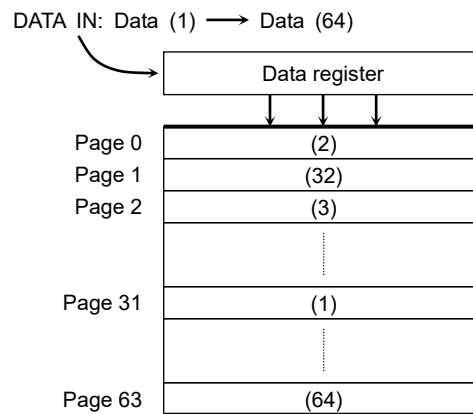 DATA IN: Data (1) → Data (64)
Data register
Page 0 (2)
Page 1 (32)
Page 2 (3)
Page 31 (1)
Page 63 (64)